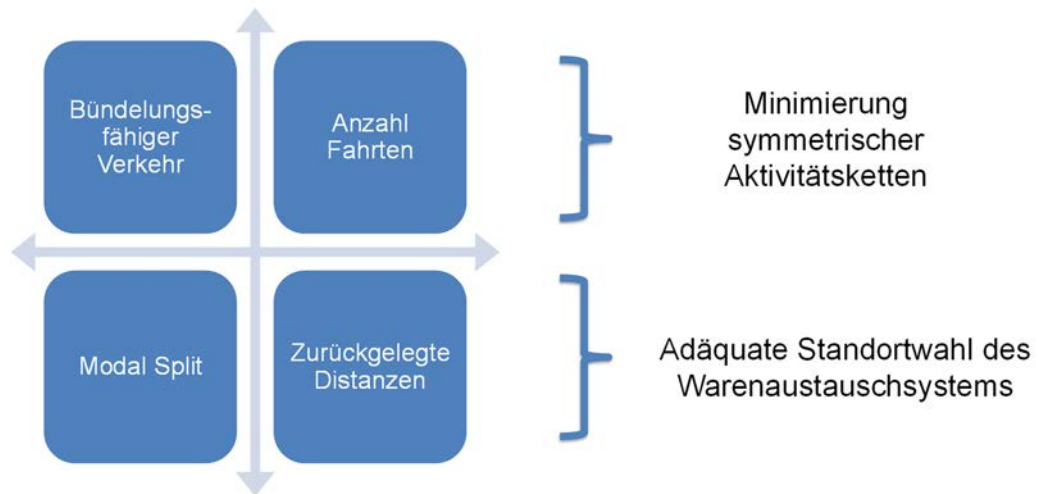 Bündelungs-
fähiger
Verkehr
Anzahl
Fahrten
Minimierung
symmetrischer
Aktivitätsketten
Modal Split
Zurückgelegte
Distanzen
Adäquate Standortwahl des
Warenaustauschsystems